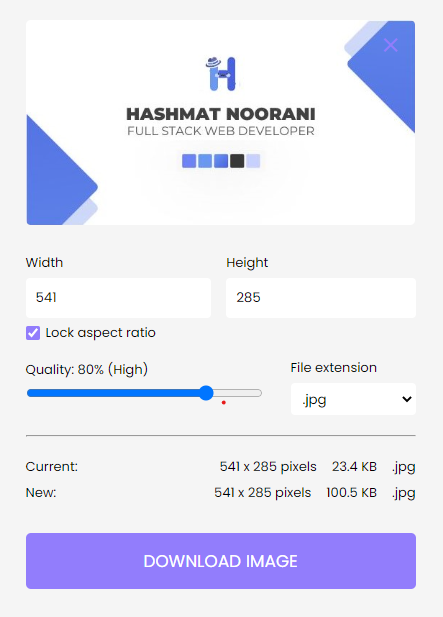 H
HASHMAT NOORANI
FULL STACK WEB DEVELOPER
Width
Height
541
285
Lock aspect ratio
Quality: 80% (High)
File extension
.jpg
Current: 541 x 285 pixels 23.4 KB .jpg
New: 541 x 285 pixels 100.5 KB .jpg
DOWNLOAD IMAGE